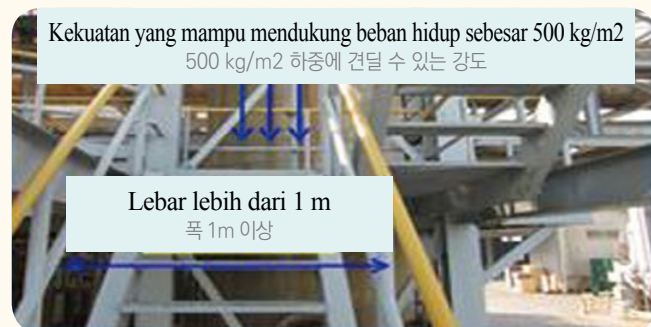 Kekuatan yang mampu mendukung beban hidup sebesar 500 kg/m2
500 kg/m2 하중에 견딜 수 있는 강도
Lebar lebih dari 1 m
폭 1m 이상